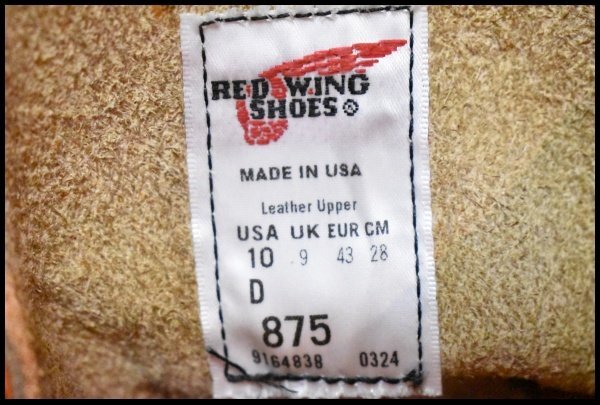 RED WING
SHOES®
MADE IN USA
Leather Upper
USA UK EUR CM
10 9 43 28
D
875
9164838 0324